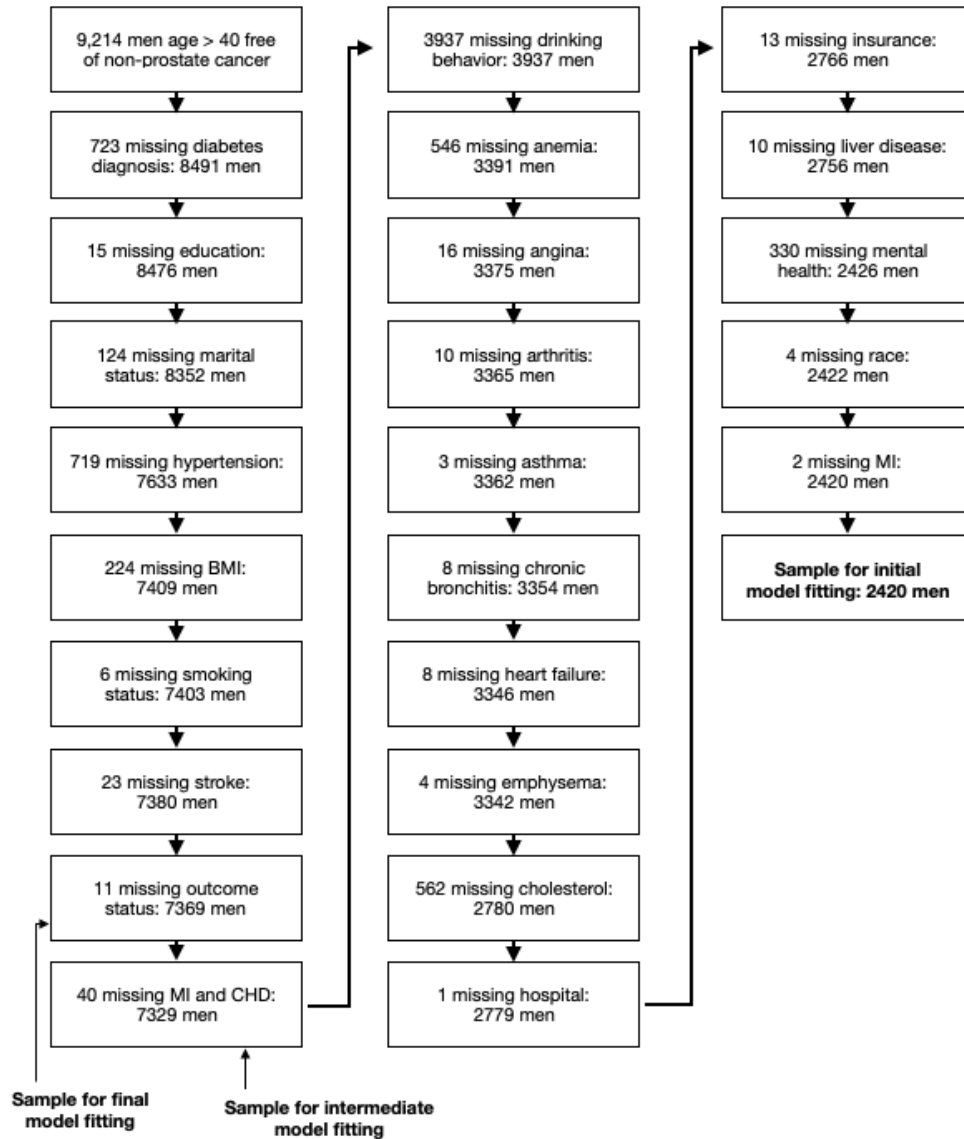 9,214 men age > 40 free
of non-prostate cancer
723 missing diabetes
diagnosis: 8491 men
15 missing education:
8476 men
124 missing marital
status: 8352 men
719 missing hypertension:
7633 men
224 missing BMI:
7409 men
6 missing smoking
status: 7403 men
23 missing stroke:
7380 men
11 missing outcome
status: 7369 men
40 missing MI and CHD:
7329 men
Sample for final
model fitting
Sample for intermediate
model fitting
3937 missing drinking
behavior: 3937 men
546 missing anemia:
3391 men
16 missing angina:
3375 men
10 missing arthritis:
3365 men
3 missing asthma:
3362 men
8 missing chronic
bronchitis: 3354 men
8 missing heart failure:
3346 men
4 missing emphysema:
3342 men
562 missing cholesterol:
2780 men
1 missing hospital:
2779 men
13 missing insurance:
2766 men
10 missing liver disease:
2756 men
330 missing mental
health: 2426 men
4 missing race:
2422 men
2 missing MI:
2420 men
Sample for initial
model fitting: 2420 men